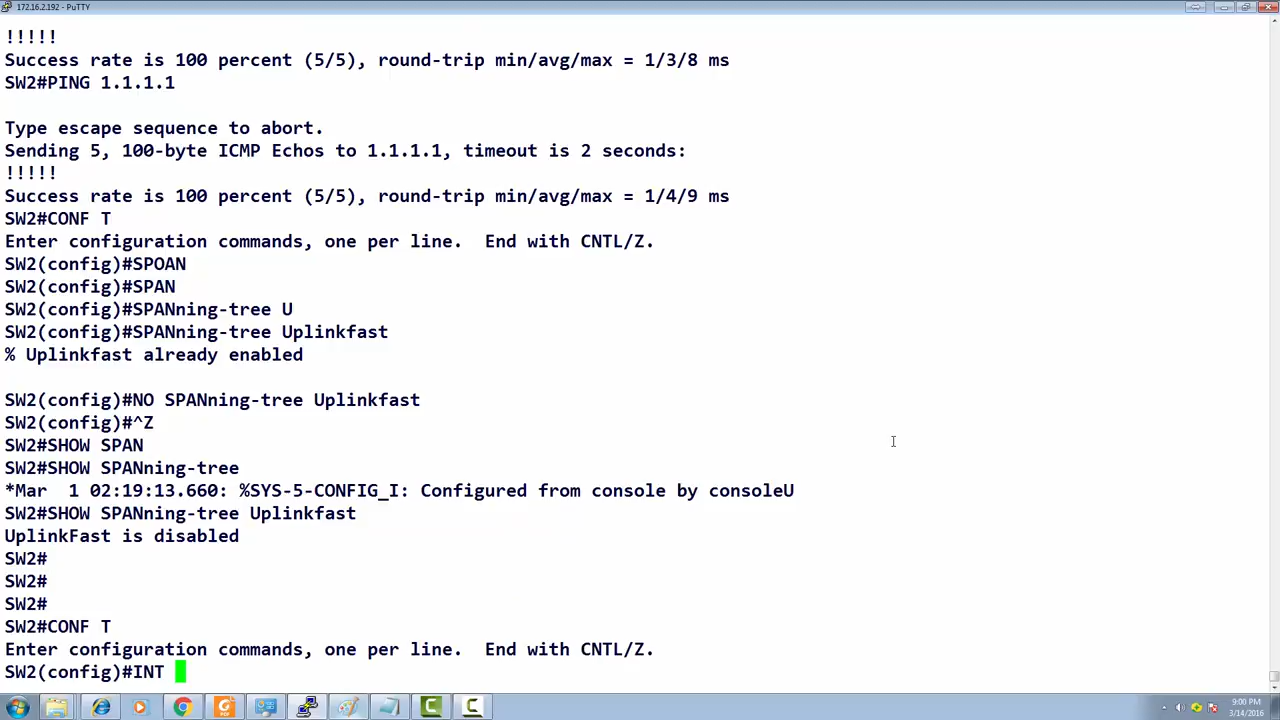 172.16.2.192 - PuTTY
!!!!!
Success rate is 100 percent (5/5), round-trip min/avg/max = 1/3/8 ms
SW2#PING 1.1.1.1
Type escape sequence to abort.
Sending 5, 100-byte ICMP Echos to 1.1.1.1, timeout is 2 seconds:
!!!!!
Success rate is 100 percent (5/5), round-trip min/avg/max = 1/4/9 ms
SW2#CONF T
Enter configuration commands, one per line.  End with CNTL/Z.
SW2(config)#SPOAN
SW2(config)#SPAN
SW2(config)#SPANning-tree U
SW2(config)#SPANning-tree Uplinkfast
% Uplinkfast already enabled
SW2(config)#NO SPANning-tree Uplinkfast
SW2(config)#^Z
SW2#SHOW SPAN
SW2#SHOW SPANning-tree
*Mar  1 02:19:13.660: %SYS-5-CONFIG_I: Configured from console by consoleU
SW2#SHOW SPANning-tree Uplinkfast
UplinkFast is disabled
SW2#
SW2#
SW2#
SW2#CONF T
Enter configuration commands, one per line.  End with CNTL/Z.
SW2(config)#INT
9:00 PM
3/14/2016